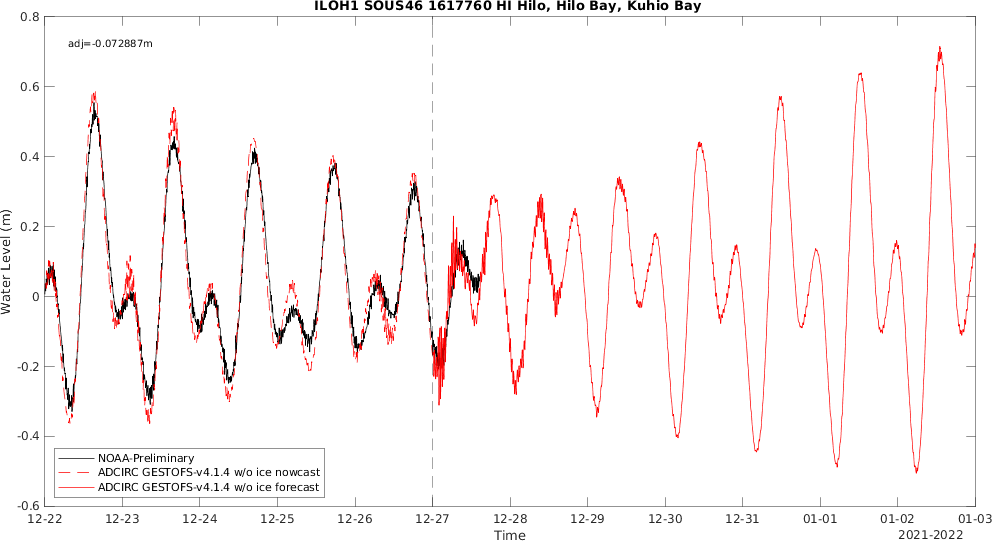 ILOH1 SOUS46 1617760 HI Hilo, Hilo Bay, Kuhio Bay
adj=-0.072887m
Water Level (m)
0.8
0.6
0.4
0.2
0
-0.2
-0.4
-0.6
NOAA-Preliminary
ADCIRC GESTOFS-v4.1.4 w/o ice nowcast
ADCIRC GESTOFS-v4.1.4 w/o ice forecast
12-22 12-23 12-24 12-25 12-26 12-27 12-28 12-29 12-30 12-31 01-01 01-02 01-03
Time
2021-2022